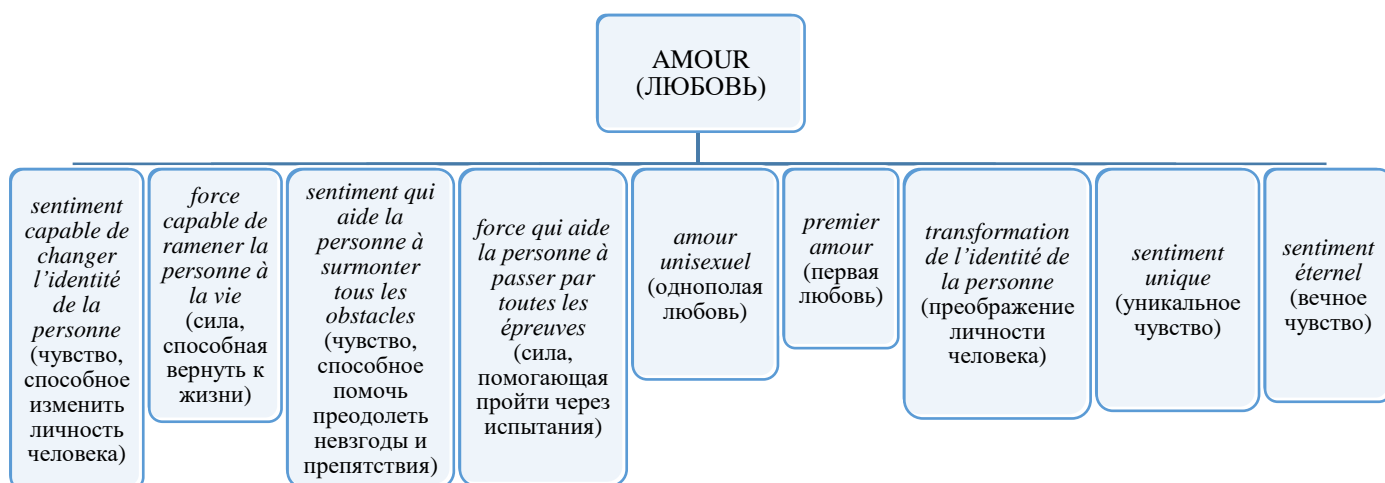 AMOUR
(ЛЮБОВЬ)
sentiment
capable de
changer
l’identité
de la
personne
(чувство,
способное
изменить
личность
человека)
force
capable de
ramener la
personne à
la vie
(сила,
способная
вернуть к
жизни)
sentiment qui
aide la
personne à
surmonter
tous les
obstacles
(чувство,
способное
помочь
преодолеть
невзгоды и
препятствия)
force qui aide
la personne à
passer par
toutes les
épreuves
(сила,
помогающая
пройти через
испытания)
amour
unisexuel
(однополая
любовь)
premier
amour
(первая
любовь)
transformation
de l’identité de
la personne
(преображение
личности
человека)
sentiment
unique
(уникальное
чувство)
sentiment
éternel
(вечное
чувство)